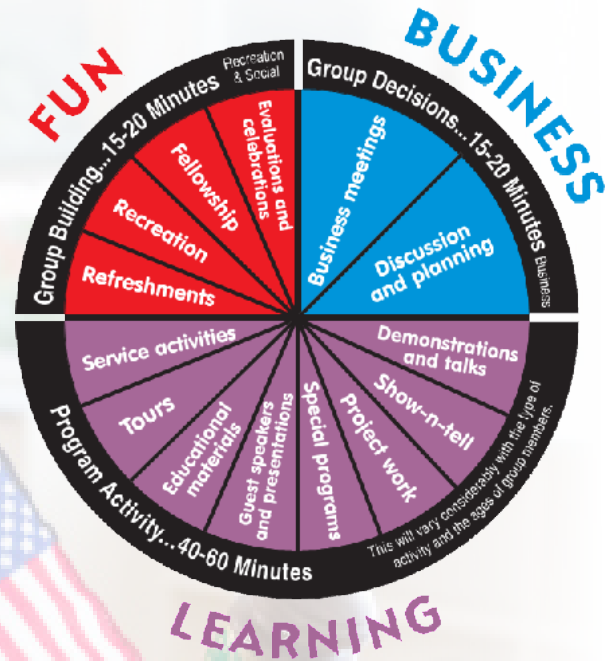 FUN
BUSINESS
Group Building...15-20 Minutes
Recreation
& Social
Group Decisions...15-20 Minutes
Business
Refreshments
Recreation
Fellowship
Evaluations and
celebrations
Business meetings
Discussion
and planning
Demonstrations
and talks
Show-n-tell
Project work
Special programs
Guest speakers
and presentations
Educational
materials
Tours
Service activities
Program Activity...40-60 Minutes
This will vary considerably with the type of
activity and the ages of group members.
LEARNING